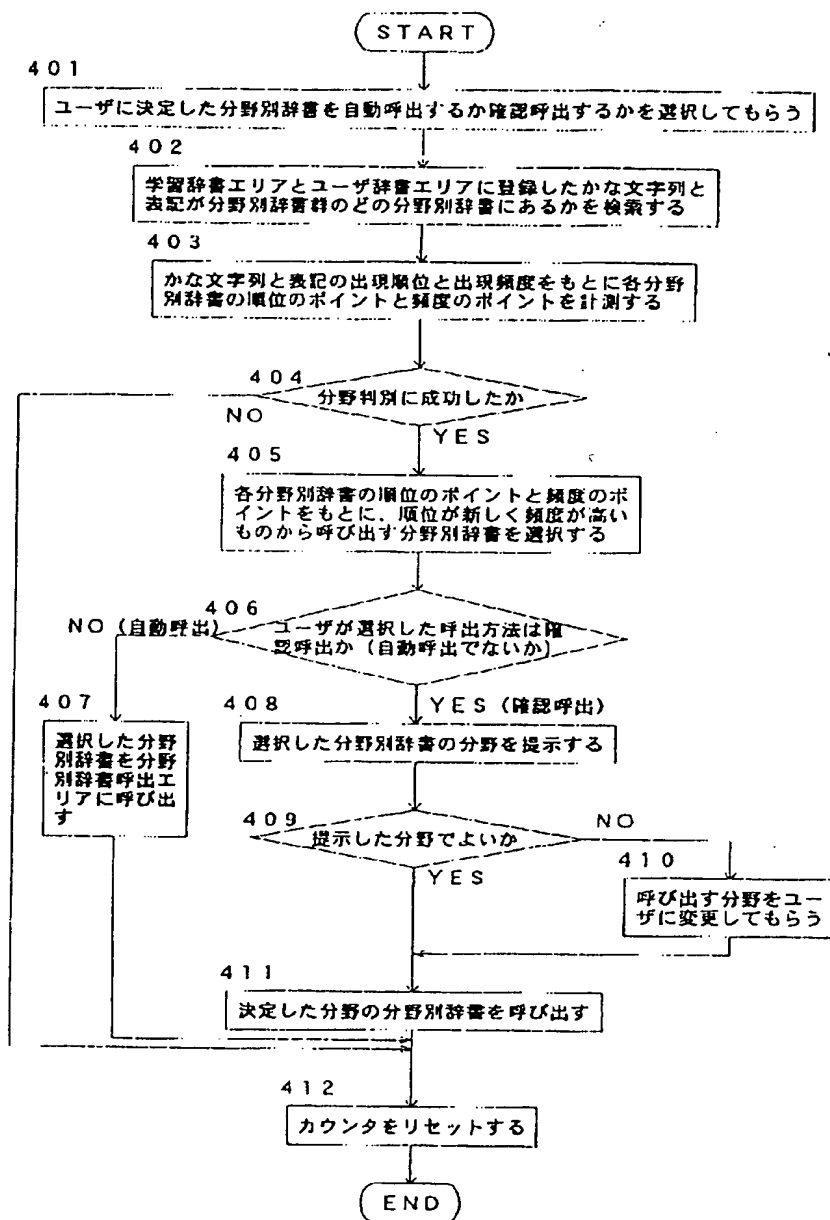 START
401
ユーザに決定した分野別辞書を自動呼出するか確認呼出するかを選択してもらう
402
学習辞書エリアとユーザ辞書エリアに登録したかな文字列と
表記が分野別辞書群のどの分野別辞書にあるかを検索する
403
かな文字列と表記の出現順位と出現頻度をもとに各分野
別辞書の順位のポイントと頻度のポイントを計測する
404
分野判別に成功したか
NO
YES
405
各分野別辞書の順位のポイントと頻度のポ
イントをもとに、順位が新しく頻度が高い
ものから呼び出す分野別辞書を選択する
406
NO(自動呼出)
ユーザが選択した呼出方法は確
認呼出か(自動呼出でないか)
YES(確認呼出)
407
選択した分野
別辞書を分野
別辞書呼出エ
リアに呼び出
す
408
選択した分野別辞書の分野を提示する
409
提示した分野でよいか
NO
YES
410
呼び出す分野をユー
ザに変更してもらう
411
決定した分野の分野別辞書を呼び出す
412
カウンタをリセットする
END